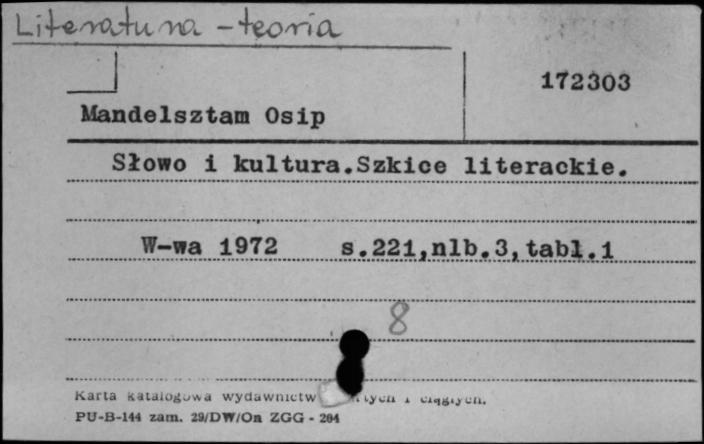 Literatura - teoria
172303
Mandelsztam Osip
Słowo i kultura.Szkice literackie.
W-wa 1972 s.221,nlb.3,tabl.1
8
Karta katalogowa wydawnictw i ciągłych.
PU-B-144 zam. 29/DW/On ZGG - 204